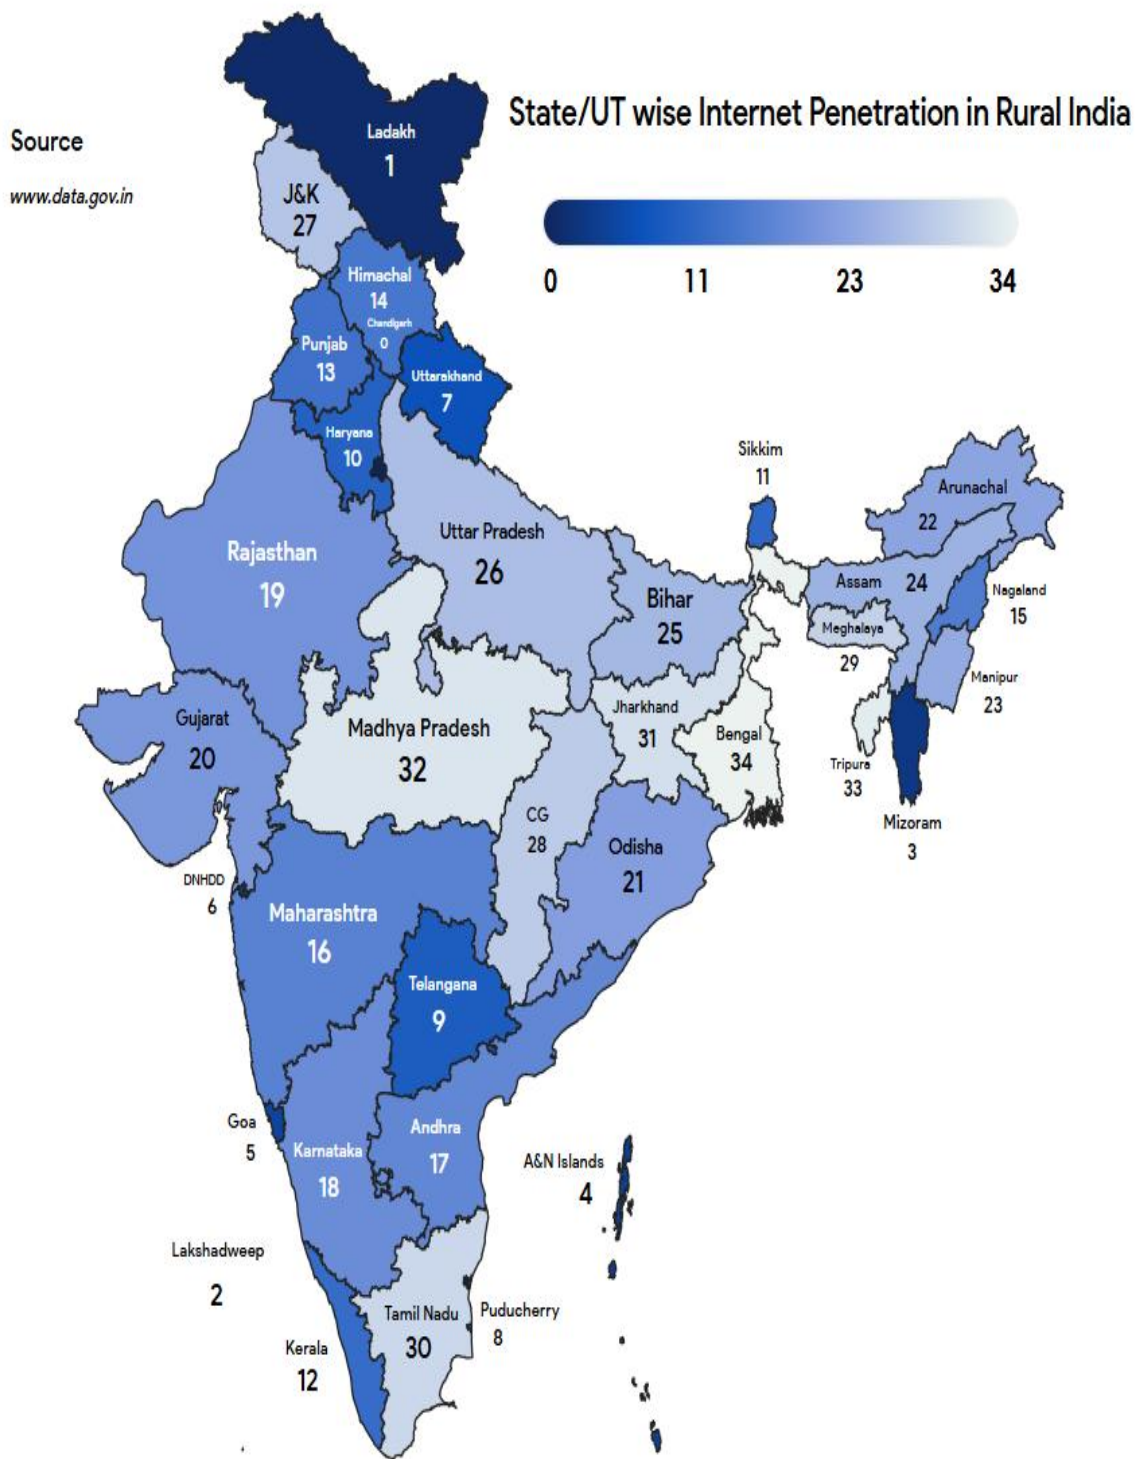 State/UT wise Internet Penetration in Rural India
Source
www.data.gov.in
0 11 23 34
Ladakh
1
J&K
27
Himachal
14
Chandigarh
0
Punjab
13
Uttarakhand
7
Haryana
10
Sikkim
11
Arunachal
22
Uttar Pradesh
26
Rajasthan
19
Bihar
25
Assam 24
Nagaland
15
Meghalaya
29
Manipur
23
Jharkhand
31
Gujarat
20
Madhya Pradesh
32
Bengal
34
Tripura
33
Mizoram
3
CG
28
Odisha
21
DNHDD
6
Maharashtra
16
Telangana
9
Goa
5
Karnataka
18
Andhra
17
A&N Islands
4
Lakshadweep
2
Tamil Nadu
30
Puducherry
8
Kerala
12